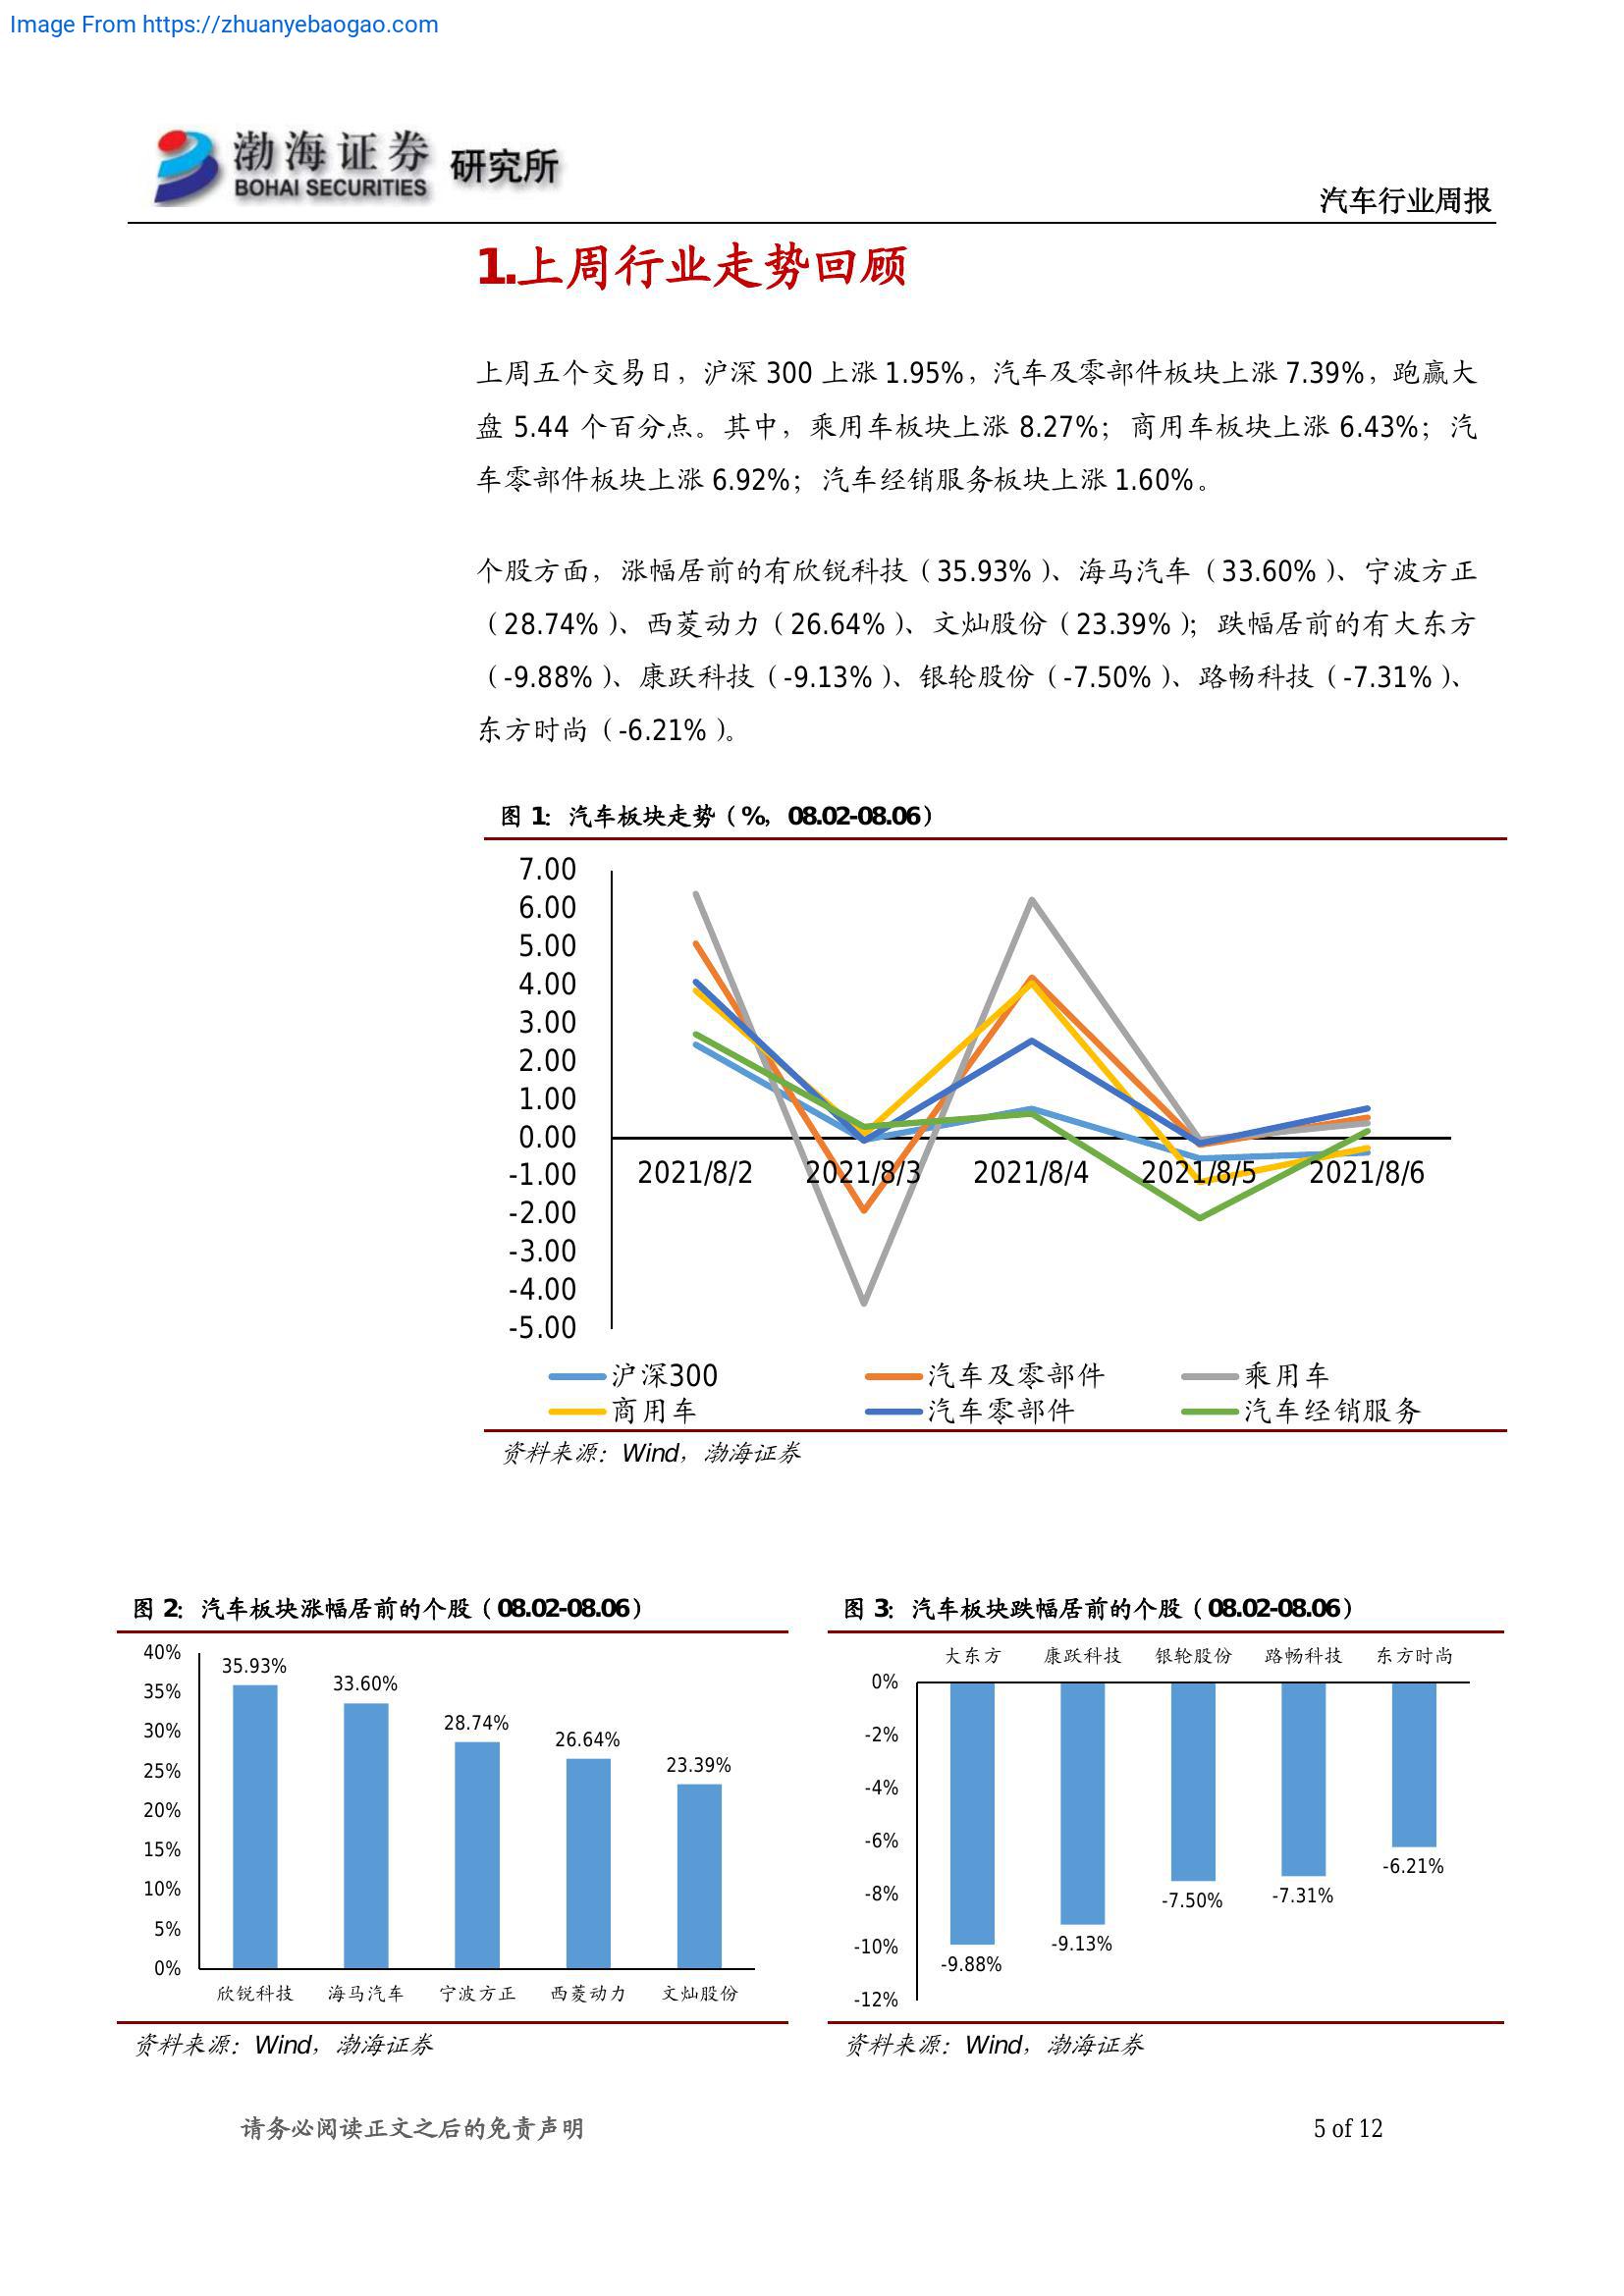 Image From https://zhuanyebaogao.com
渤海证券 研究所
BOHAI SECURITIES
汽车行业周报
1.上周行业走势回顾
上周五个交易日，沪深 300 上涨 1.95%，汽车及零部件板块上涨 7.39%，跑赢大
盘 5.44 个百分点。其中，乘用车板块上涨 8.27%；商用车板块上涨 6.43%；汽
车零部件板块上涨 6.92%；汽车经销服务板块上涨 1.60%。
个股方面，涨幅居前的有欣锐科技（35.93%）、海马汽车（33.60%）、宁波方正
（28.74%）、西菱动力（26.64%）、文灿股份（23.39%）；跌幅居前的有大东方
（-9.88%）、康跃科技（-9.13%）、银轮股份（-7.50%）、路畅科技（-7.31%）、
东方时尚（-6.21%）。
图 1：汽车板块走势（%，08.02-08.06）
7.00
6.00
5.00
4.00
3.00
2.00
1.00
0.00
-1.00
-2.00
-3.00
-4.00
-5.00
2021/8/2 2021/8/3 2021/8/4 2021/8/5 2021/8/6
沪深300 汽车及零部件 乘用车
商用车 汽车零部件 汽车经销服务
资料来源：Wind，渤海证券
图 2：汽车板块涨幅居前的个股（08.02-08.06）
40%
35%
30%
25%
20%
15%
10%
5%
0%
35.93%
33.60%
28.74%
26.64%
23.39%
欣锐科技 海马汽车 宁波方正 西菱动力 文灿股份
资料来源：Wind，渤海证券
图 3：汽车板块跌幅居前的个股（08.02-08.06）
大东方 康跃科技 银轮股份 路畅科技 东方时尚
0%
-2%
-4%
-6%
-8%
-10%
-12%
-9.88%
-9.13%
-7.50%
-7.31%
-6.21%
资料来源：Wind，渤海证券
请务必阅读正文之后的免责声明
5 of 12